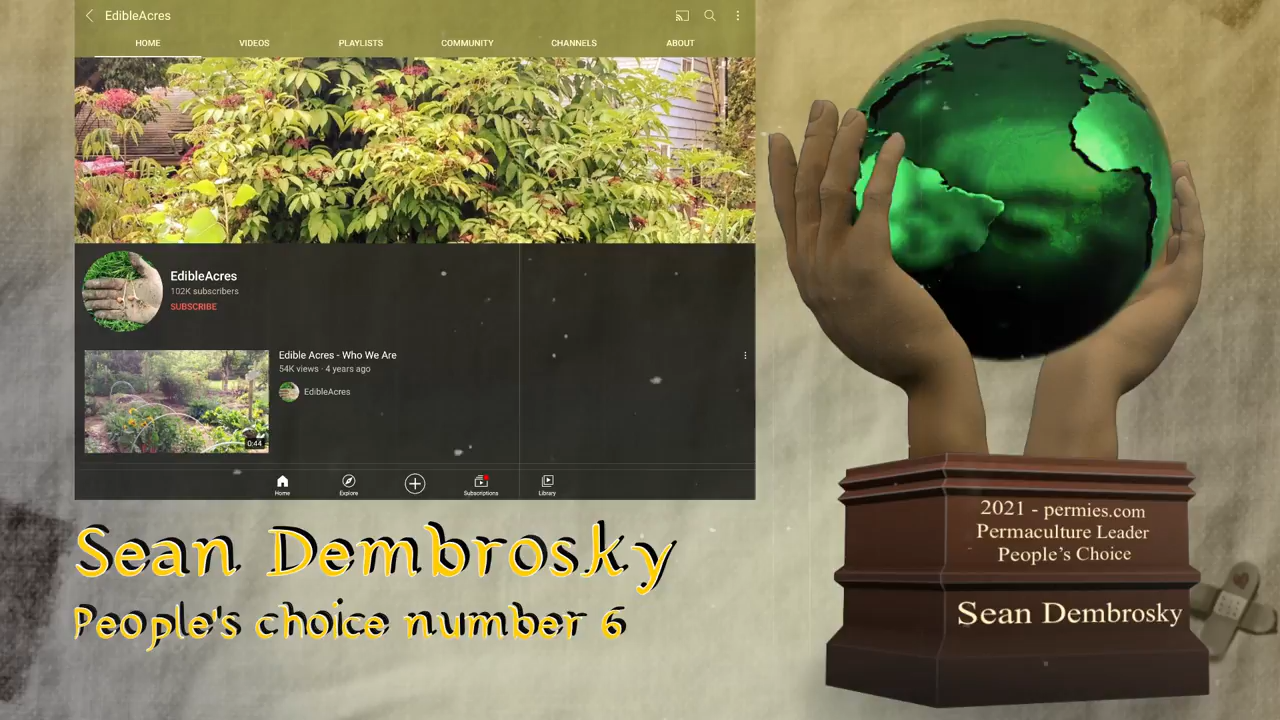 EdibleAcres
HOME VIDEOS PLAYLISTS COMMUNITY CHANNELS ABOUT
EdibleAcres
102K subscribers
SUBSCRIBE
Edible Acres - Who We Are
54K views · 4 years ago
EdibleAcres
0:44
Home Explore Subscriptions Library
Sean Dembrosky
People's choice number 6
2021 - permies.com
Permaculture Leader
People's Choice
Sean Dembrosky